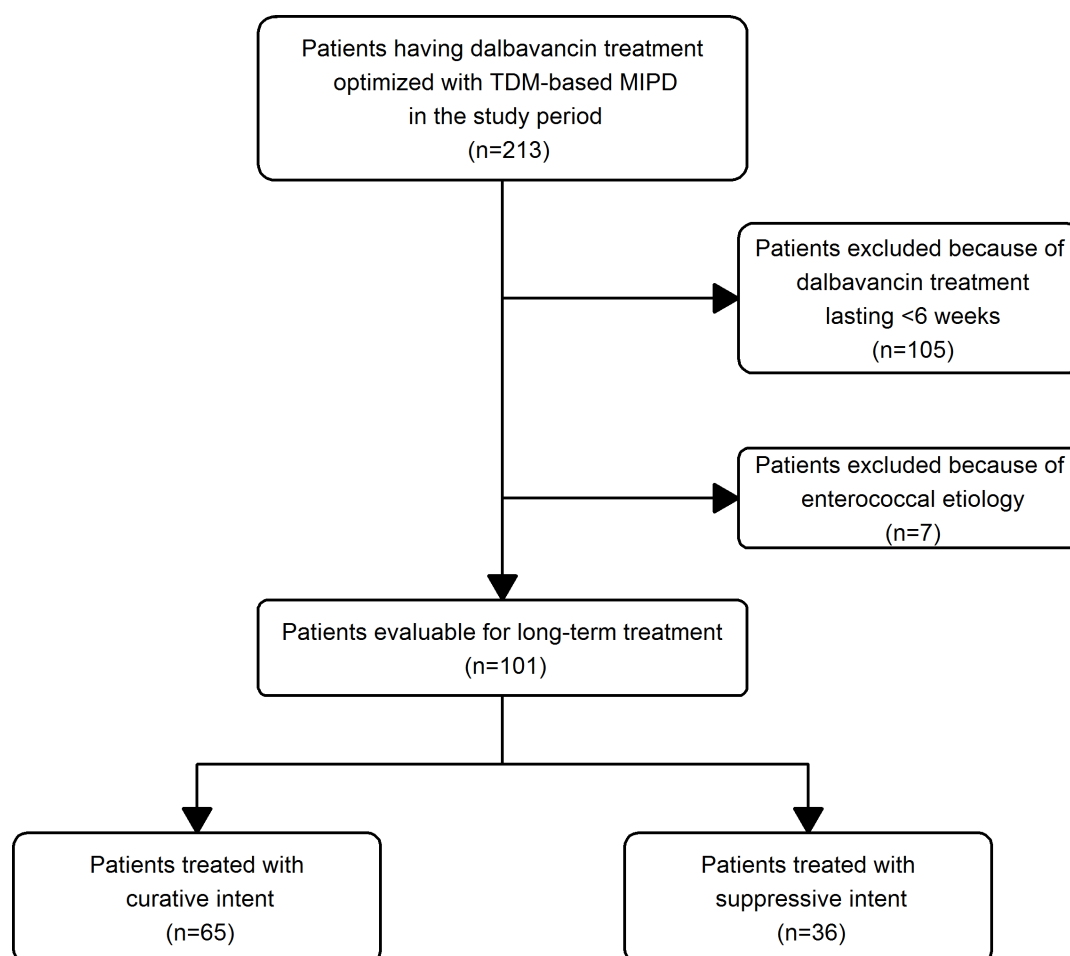 Patients having dalbavancin treatment
optimized with TDM-based MIPD
in the study period
(n=213)
Patients excluded because of
dalbavancin treatment
lasting <6 weeks
(n=105)
Patients excluded because of
enterococcal etiology
(n=7)
Patients evaluable for long-term treatment
(n=101)
Patients treated with
curative intent
(n=65)
Patients treated with
suppressive intent
(n=36)